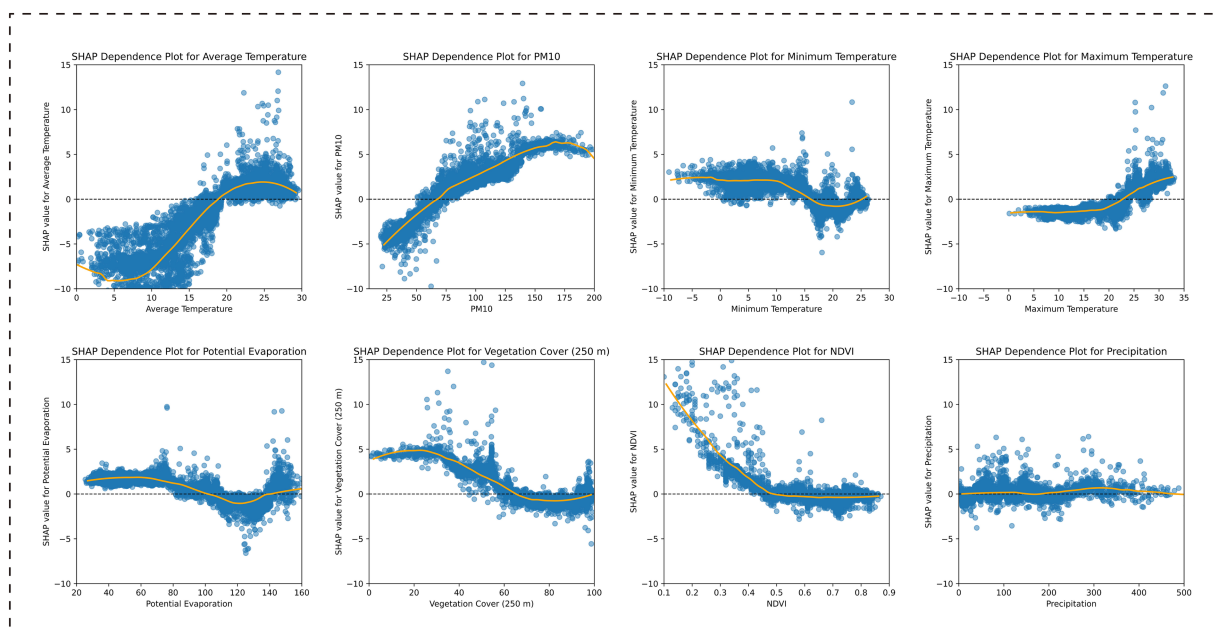 SHAP Dependence Plot for Average Temperature
SHAP value for Average Temperature
15
10
5
0
−5
−10
0 5 10 15 20 25 30
Average Temperature
SHAP Dependence Plot for PM10
SHAP value for PM10
15
10
5
0
−5
−10
25 50 75 100 125 150 175 200
PM10
SHAP Dependence Plot for Minimum Temperature
SHAP value for Minimum Temperature
15
10
5
0
−5
−10
−10 −5 0 5 10 15 20 25 30
Minimum Temperature
SHAP Dependence Plot for Maximum Temperature
SHAP value for Maximum Temperature
15
10
5
0
−5
−10
−10 −5 0 5 10 15 20 25 30 35
Maximum Temperature
SHAP Dependence Plot for Potential Evaporation
SHAP value for Potential Evaporation
15
10
5
0
−5
−10
20 40 60 80 100 120 140 160
Potential Evaporation
SHAP Dependence Plot for Vegetation Cover (250 m)
SHAP value for Vegetation Cover (250 m)
15
10
5
0
−5
−10
0 20 40 60 80 100
Vegetation Cover (250 m)
SHAP Dependence Plot for NDVI
SHAP value for NDVI
15
10
5
0
−5
−10
0.1 0.2 0.3 0.4 0.5 0.6 0.7 0.8 0.9
NDVI
SHAP Dependence Plot for Precipitation
SHAP value for Precipitation
15
10
5
0
−5
−10
0 100 200 300 400 500
Precipitation